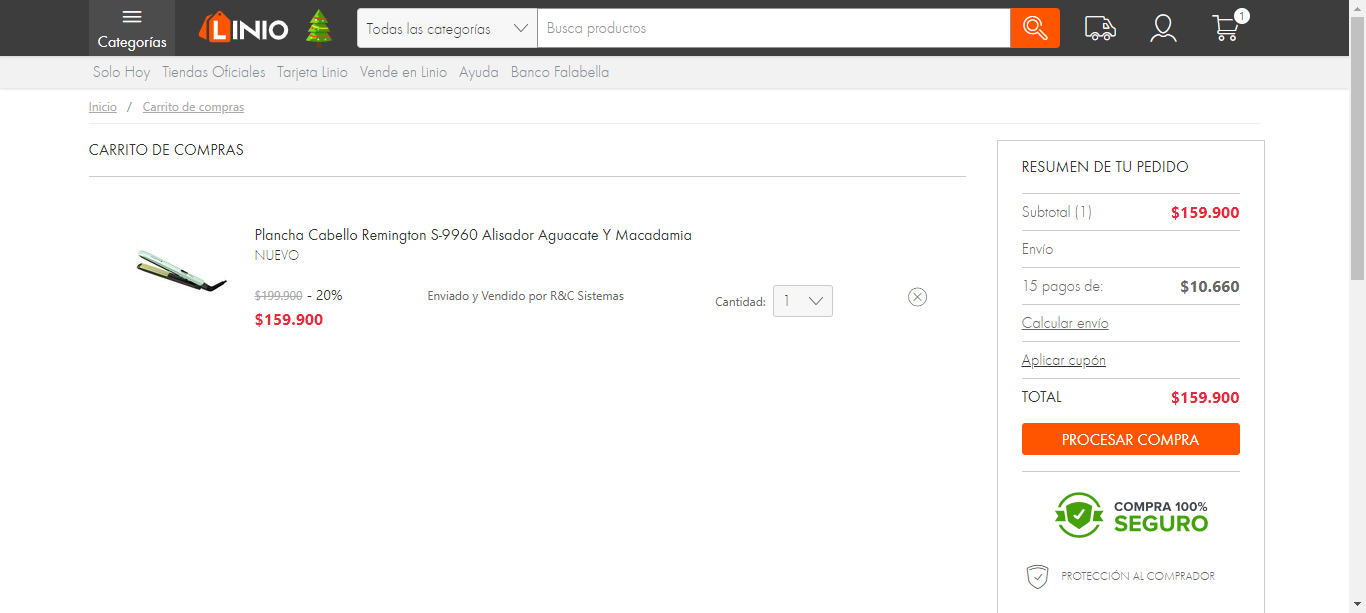 Categorías
LINIO
Todas las categorías
Busca productos
1
Solo Hoy Tiendas Oficiales Tarjeta Linio Vende en Linio Ayuda Banco Falabella
Inicio / Carrito de compras
CARRITO DE COMPRAS
Plancha Cabello Remington S-9960 Alisador Aguacate Y Macadamia
NUEVO
$199.900 - 20%
$159.900
Enviado y Vendido por R&C Sistemas
Cantidad: 1
RESUMEN DE TU PEDIDO
Subtotal (1) $159.900
Envío
15 pagos de: $10.660
Calcular envío
Aplicar cupón
TOTAL $159.900
PROCESAR COMPRA
COMPRA 100%
SEGURO
PROTECCIÓN AL COMPRADOR